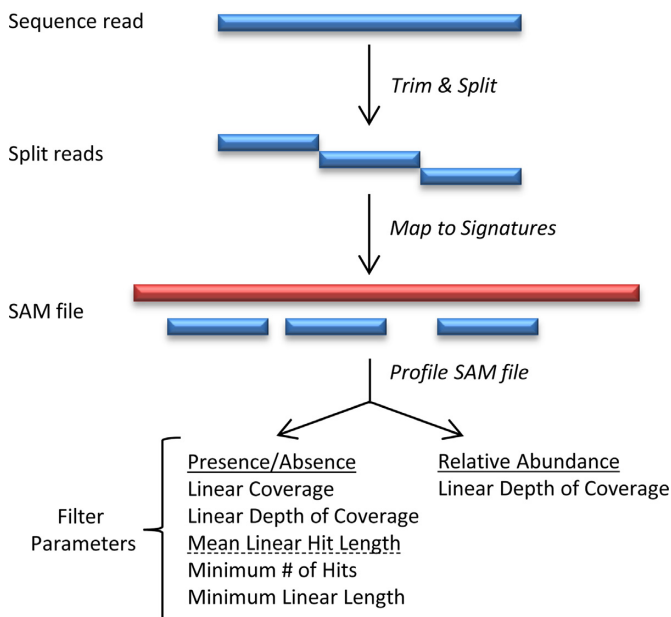 Sequence read
Trim & Split
Split reads
Map to Signatures
SAM file
Profile SAM file
Filter
Parameters
Presence/Absence
Linear Coverage
Linear Depth of Coverage
Mean Linear Hit Length
Minimum # of Hits
Minimum Linear Length
Relative Abundance
Linear Depth of Coverage